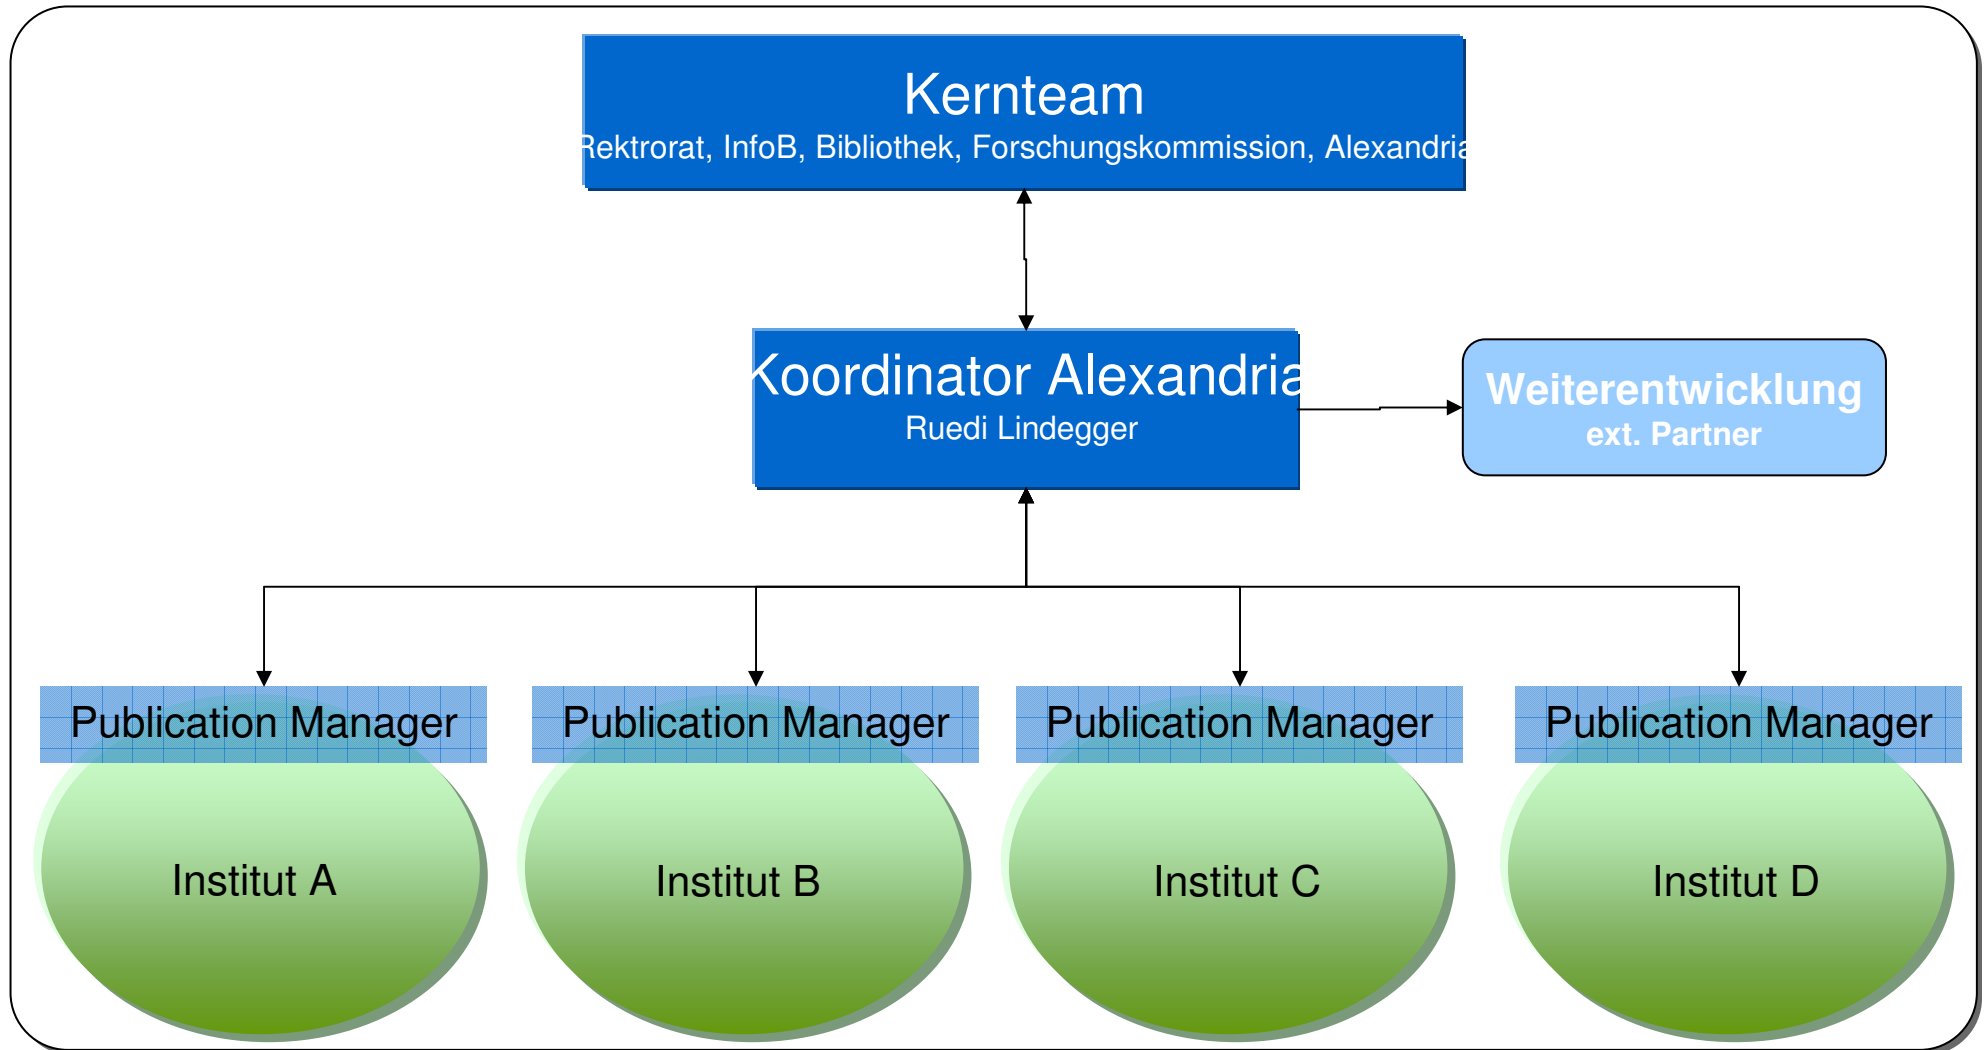 Kernteam
Rektrorat, InfoB, Bibliothek, Forschungskommission, Alexandria
Koordinator Alexandria
Ruedi Lindegger
Weiterentwicklung
ext. Partner
Publication Manager
Publication Manager
Publication Manager
Publication Manager
Institut A
Institut B
Institut C
Institut D